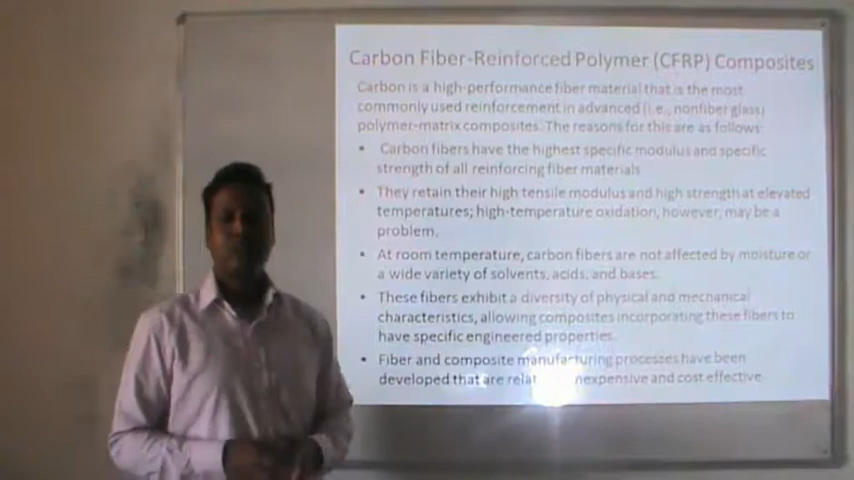 Carbon Fiber-Reinforced Polymer (CFRP) Composites
Carbon is a high-performance fiber material that is the most
commonly used reinforcement in advanced (i.e., nonfiber glass)
polymer-matrix composites. The reasons for this are as follows:
• Carbon fibers have the highest specific modulus and specific
strength of all reinforcing fiber materials
• They retain their high tensile modulus and high strength at elevated
temperatures; high-temperature oxidation, however, may be a
problem.
• At room temperature, carbon fibers are not affected by moisture or
a wide variety of solvents, acids, and bases.
• These fibers exhibit a diversity of physical and mechanical
characteristics, allowing composites incorporating these fibers to
have specific engineered properties.
• Fiber and composite manufacturing processes have been
developed that are inexpensive and cost effective